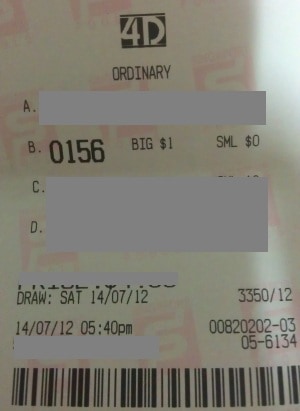 4D
ORDINARY
A.
B. 0156 BIG $1 SML $0
C.
D.
DRAW: SAT 14/07/12 3350/12
14/07/12 05:40pm 00820202-03
05-6134